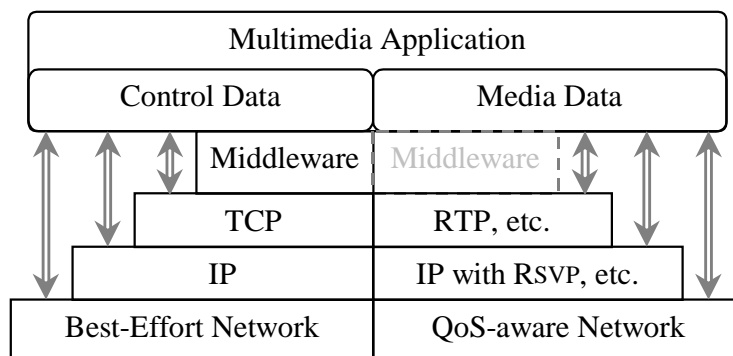 Multimedia Application
Control Data Media Data
Middleware Middleware
TCP RTP, etc.
IP IP with RSVP, etc.
Best-Effort Network QoS-aware Network